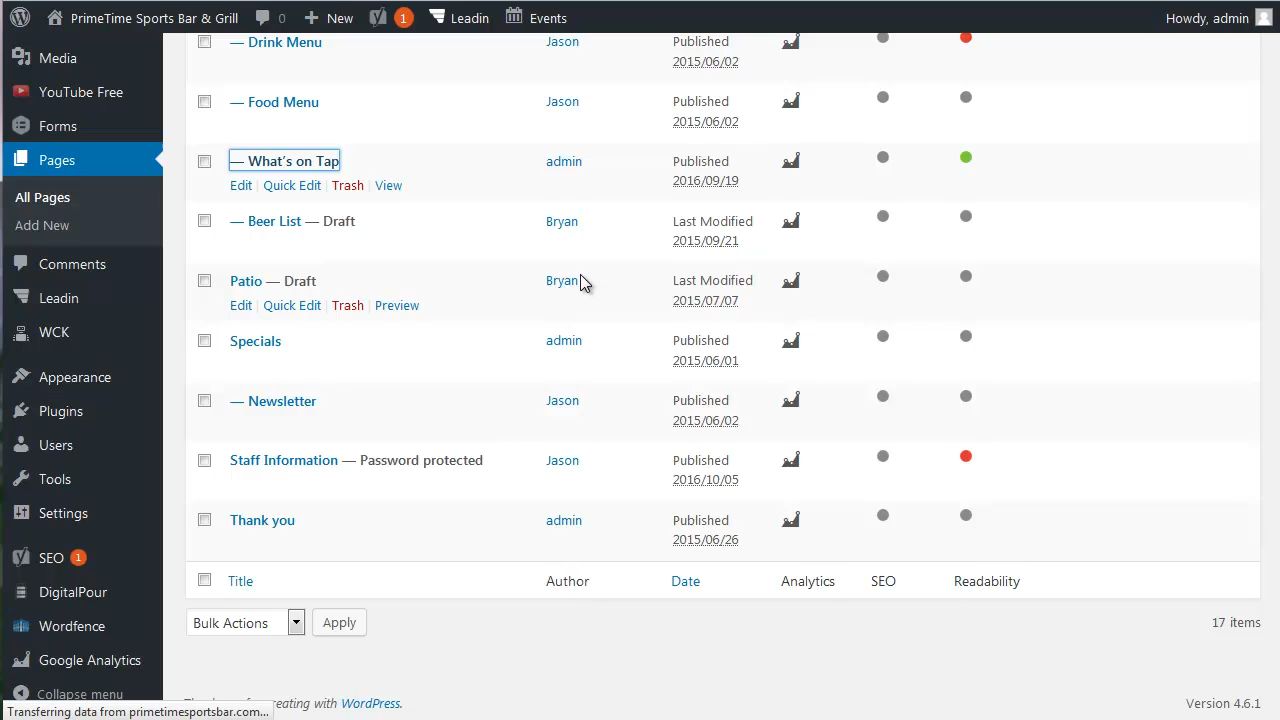 PrimeTime Sports Bar & Grill 0 New 1 Leadin Events Howdy, admin
Media
YouTube Free
Forms
Pages
All Pages
Add New
Comments
Leadin
WCK
Appearance
Plugins
Users
Tools
Settings
SEO 1
DigitalPour
Wordfence
Google Analytics
Collapse menu
— Drink Menu Jason Published
2015/06/02
— Food Menu Jason Published
2015/06/02
— What's on Tap admin Published
2016/09/19
Edit | Quick Edit | Trash | View
— Beer List — Draft Bryan Last Modified
2015/09/21
Patio — Draft Bryan Last Modified
2015/07/07
Edit | Quick Edit | Trash | Preview
Specials admin Published
2015/06/01
— Newsletter Jason Published
2015/06/02
Staff Information — Password protected Jason Published
2016/10/05
Thank you admin Published
2015/06/26
Title Author Date Analytics SEO Readability
Bulk Actions Apply 17 items
creating with WordPress. Version 4.6.1
Transferring data from primetimesportsbar.com...